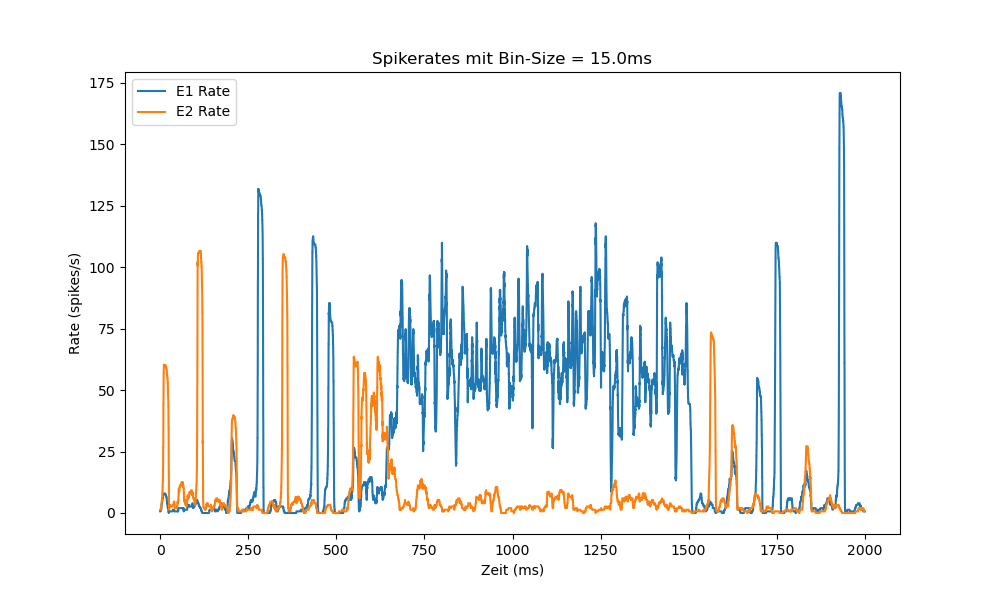 Spikerates mit Bin-Size = 15.0ms
E1 Rate
E2 Rate
175
150
125
100
75
50
25
0
Rate (spikes/s)
0 250 500 750 1000 1250 1500 1750 2000
Zeit (ms)